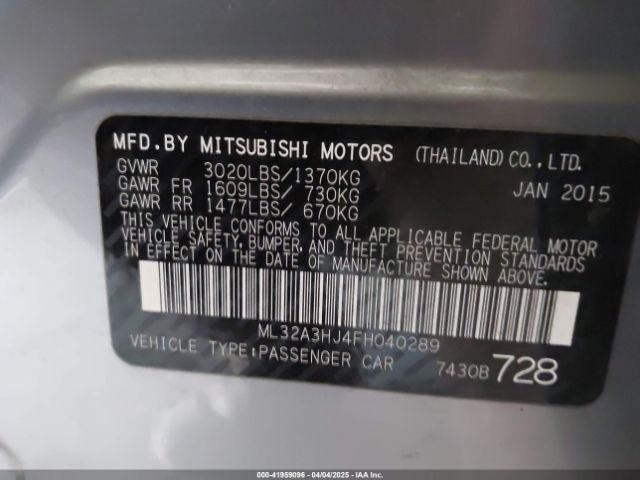 MFD.BY MITSUBISHI MOTORS (THAILAND)CO.,LTD.
GVWR 3020LBS/1370KG
GAWR FR 1609LBS/ 730KG JAN 2015
GAWR RR 1477LBS/ 670KG
THIS VEHICLE CONFORMS TO ALL APPLICABLE FEDERAL MOTOR
VEHICLE SAFETY, BUMPER, AND THEFT PREVENTION STANDARDS
IN EFFECT ON THE DATE OF MANUFACTURE SHOWN ABOVE.
ML32A3HJ4FH040289
VEHICLE TYPE:PASSENGER CAR 7430B 728
000-41959096 - 04/04/2025 - IAA Inc.